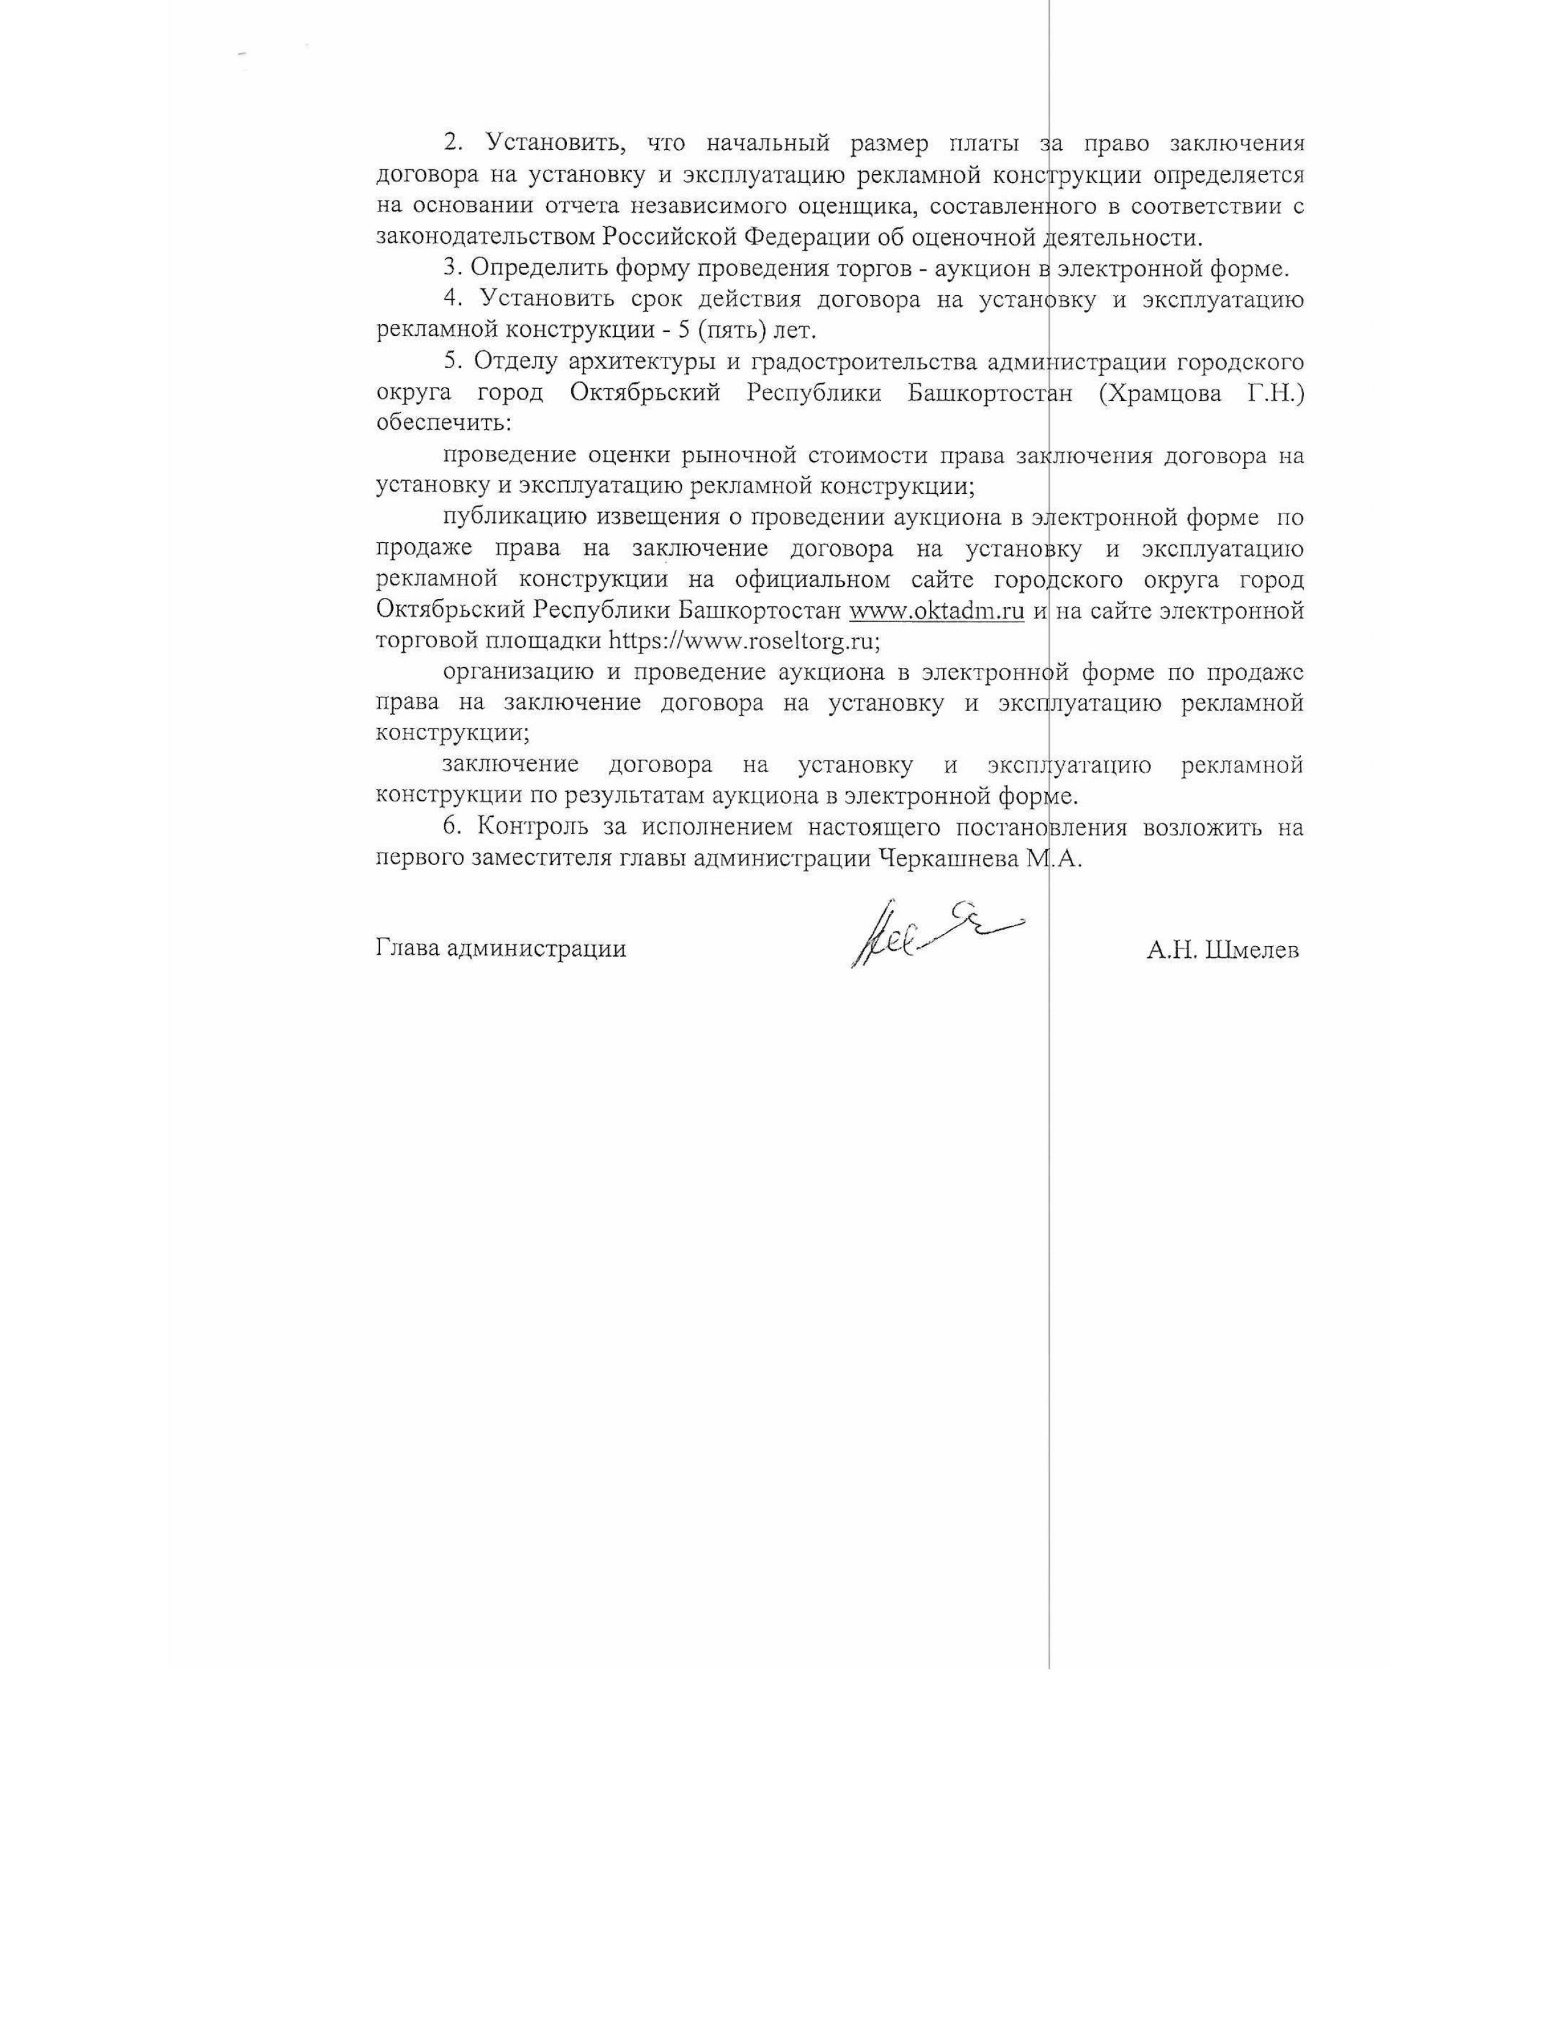 2. Установить, что начальный размер платы за право заключения
договора на установку и эксплуатацию рекламной конструкции определяется
на основании отчета независимого оценщика, составленного в соответствии с
законодательством Российской Федерации об оценочной деятельности.
3. Определить форму проведения торгов - аукцион в электронной форме.
4. Установить срок действия договора на установку и эксплуатацию
рекламной конструкции - 5 (пять) лет.
5. Отделу архитектуры и градостроительства администрации городского
округа город Октябрьский Республики Башкортостан (Храмцова Г.Н.)
обеспечить:
проведение оценки рыночной стоимости права заключения договора на
установку и эксплуатацию рекламной конструкции;
публикацию извещения о проведении аукциона в электронной форме по
продаже права на заключение договора на установку и эксплуатацию
рекламной конструкции на официальном сайте городского округа город
Октябрьский Республики Башкортостан www.oktadm.ru и на сайте электронной
торговой площадки https://www.roseltorg.ru;
организацию и проведение аукциона в электронной форме по продаже
права на заключение договора на установку и эксплуатацию рекламной
конструкции;
заключение договора на установку и эксплуатацию рекламной
конструкции по результатам аукциона в электронной форме.
6. Контроль за исполнением настоящего постановления возложить на
первого заместителя главы администрации Черкашнева М.А.
Глава администрации А.Н. Шмелев